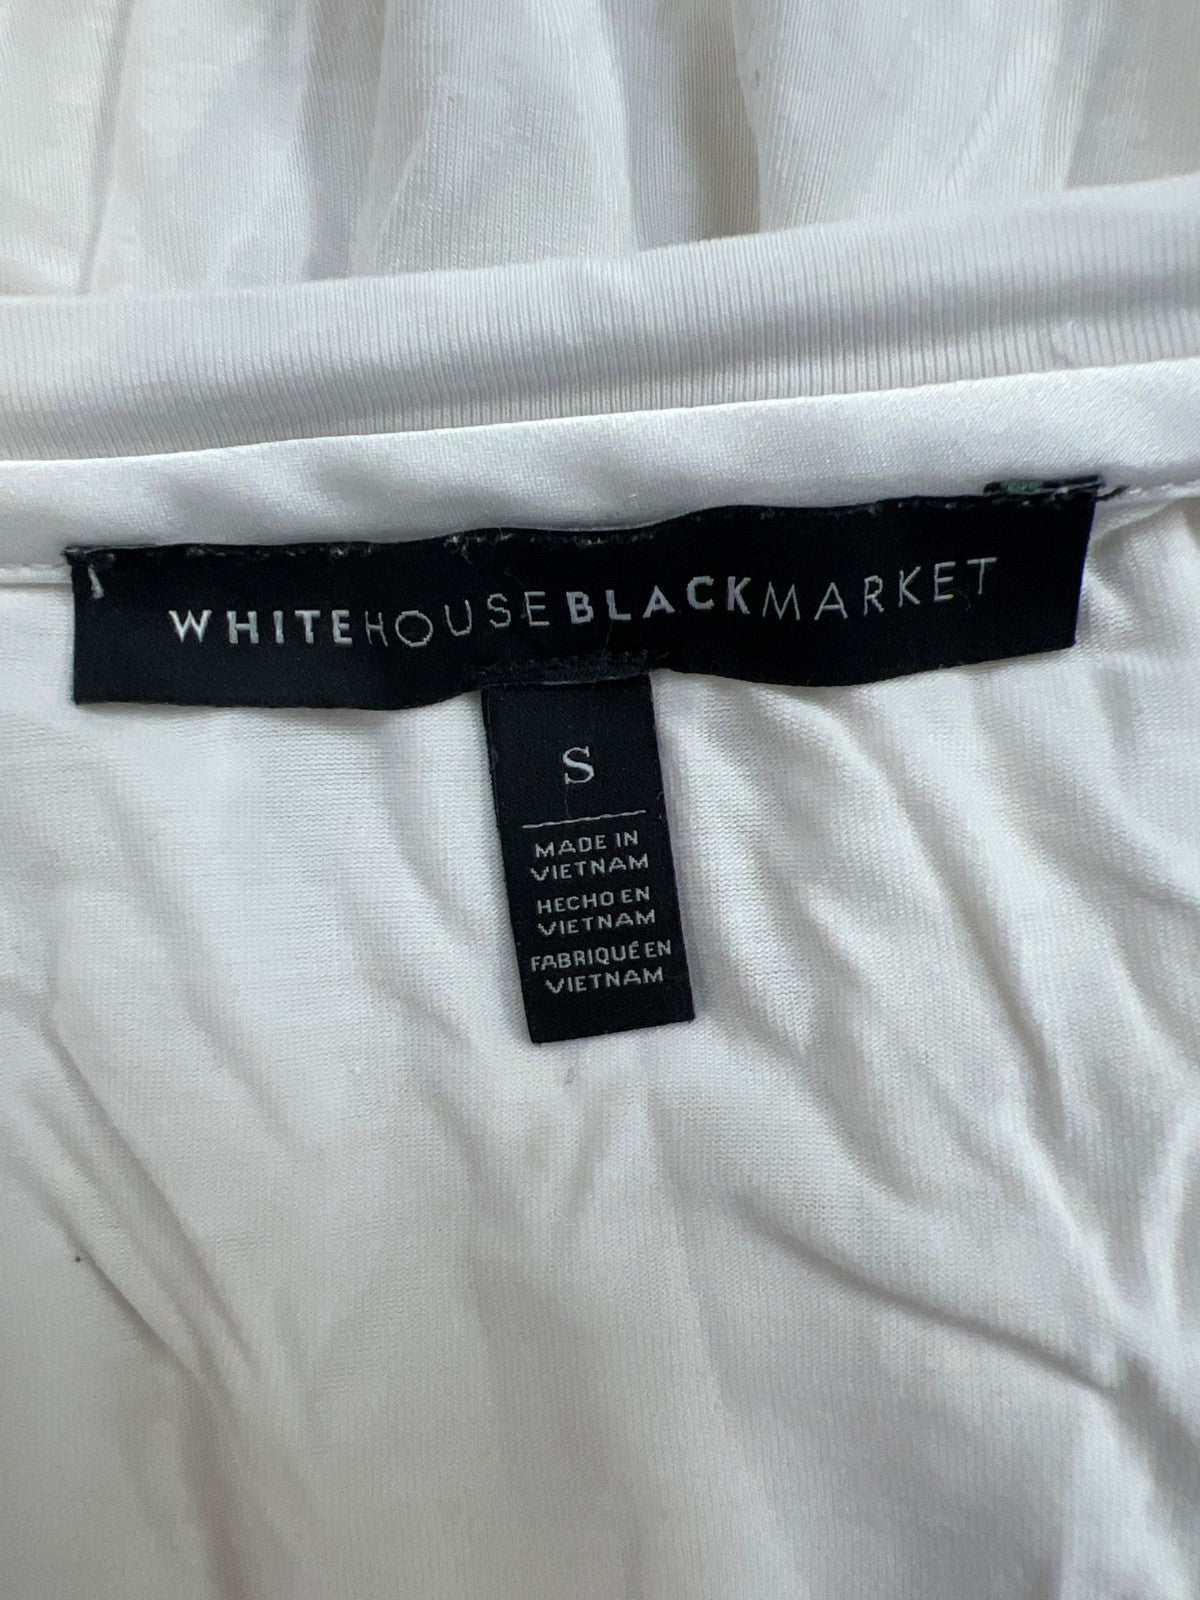 WHITEHOUSEBLACKMARKET
S
MADE IN
VIETNAM
HECHO EN
VIETNAM
FABRIQUÉ EN
VIETNAM